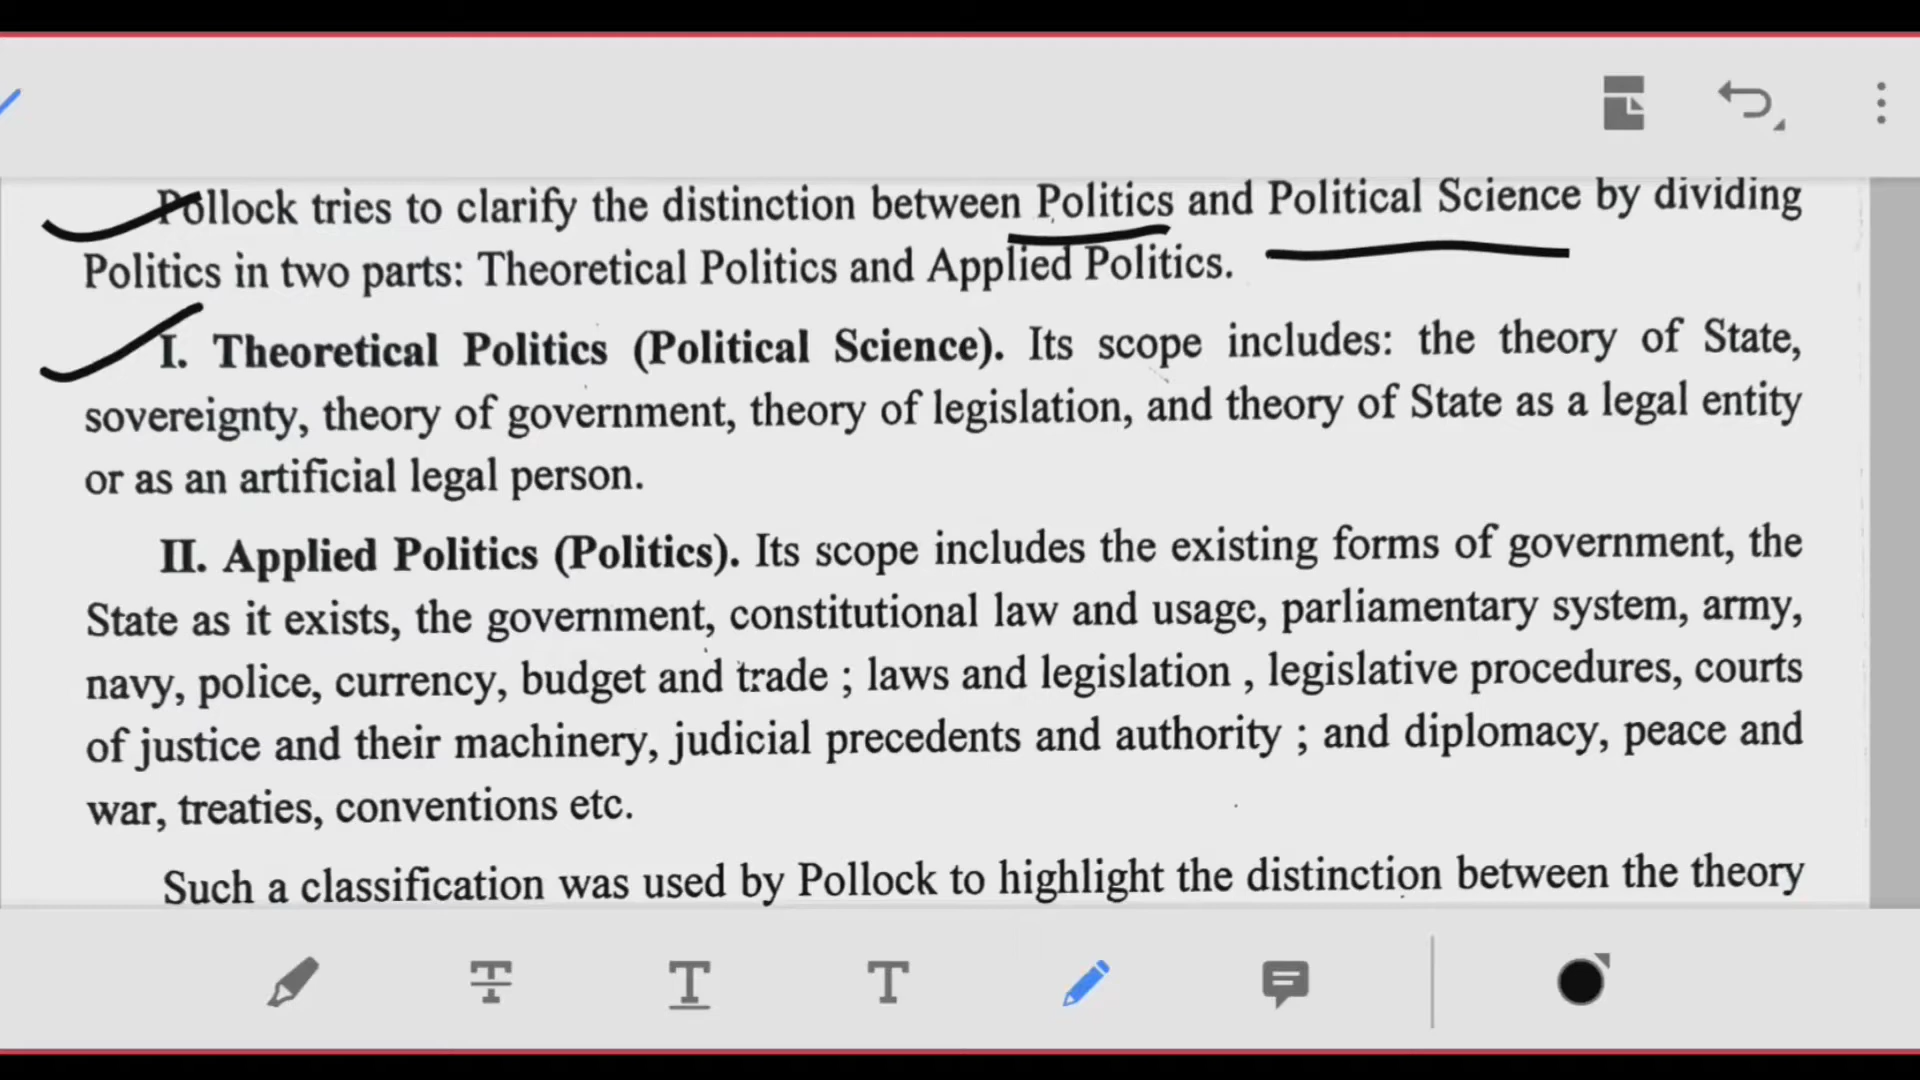 Pollock tries to clarify the distinction between Politics and Political Science by dividing
Politics in two parts: Theoretical Politics and Applied Politics.
I. Theoretical Politics (Political Science). Its scope includes: the theory of State,
sovereignty, theory of government, theory of legislation, and theory of State as a legal entity
or as an artificial legal person.
II. Applied Politics (Politics). Its scope includes the existing forms of government, the
State as it exists, the government, constitutional law and usage, parliamentary system, army,
navy, police, currency, budget and trade ; laws and legislation , legislative procedures, courts
of justice and their machinery, judicial precedents and authority ; and diplomacy, peace and
war, treaties, conventions etc.
Such a classification was used by Pollock to highlight the distinction between the theory